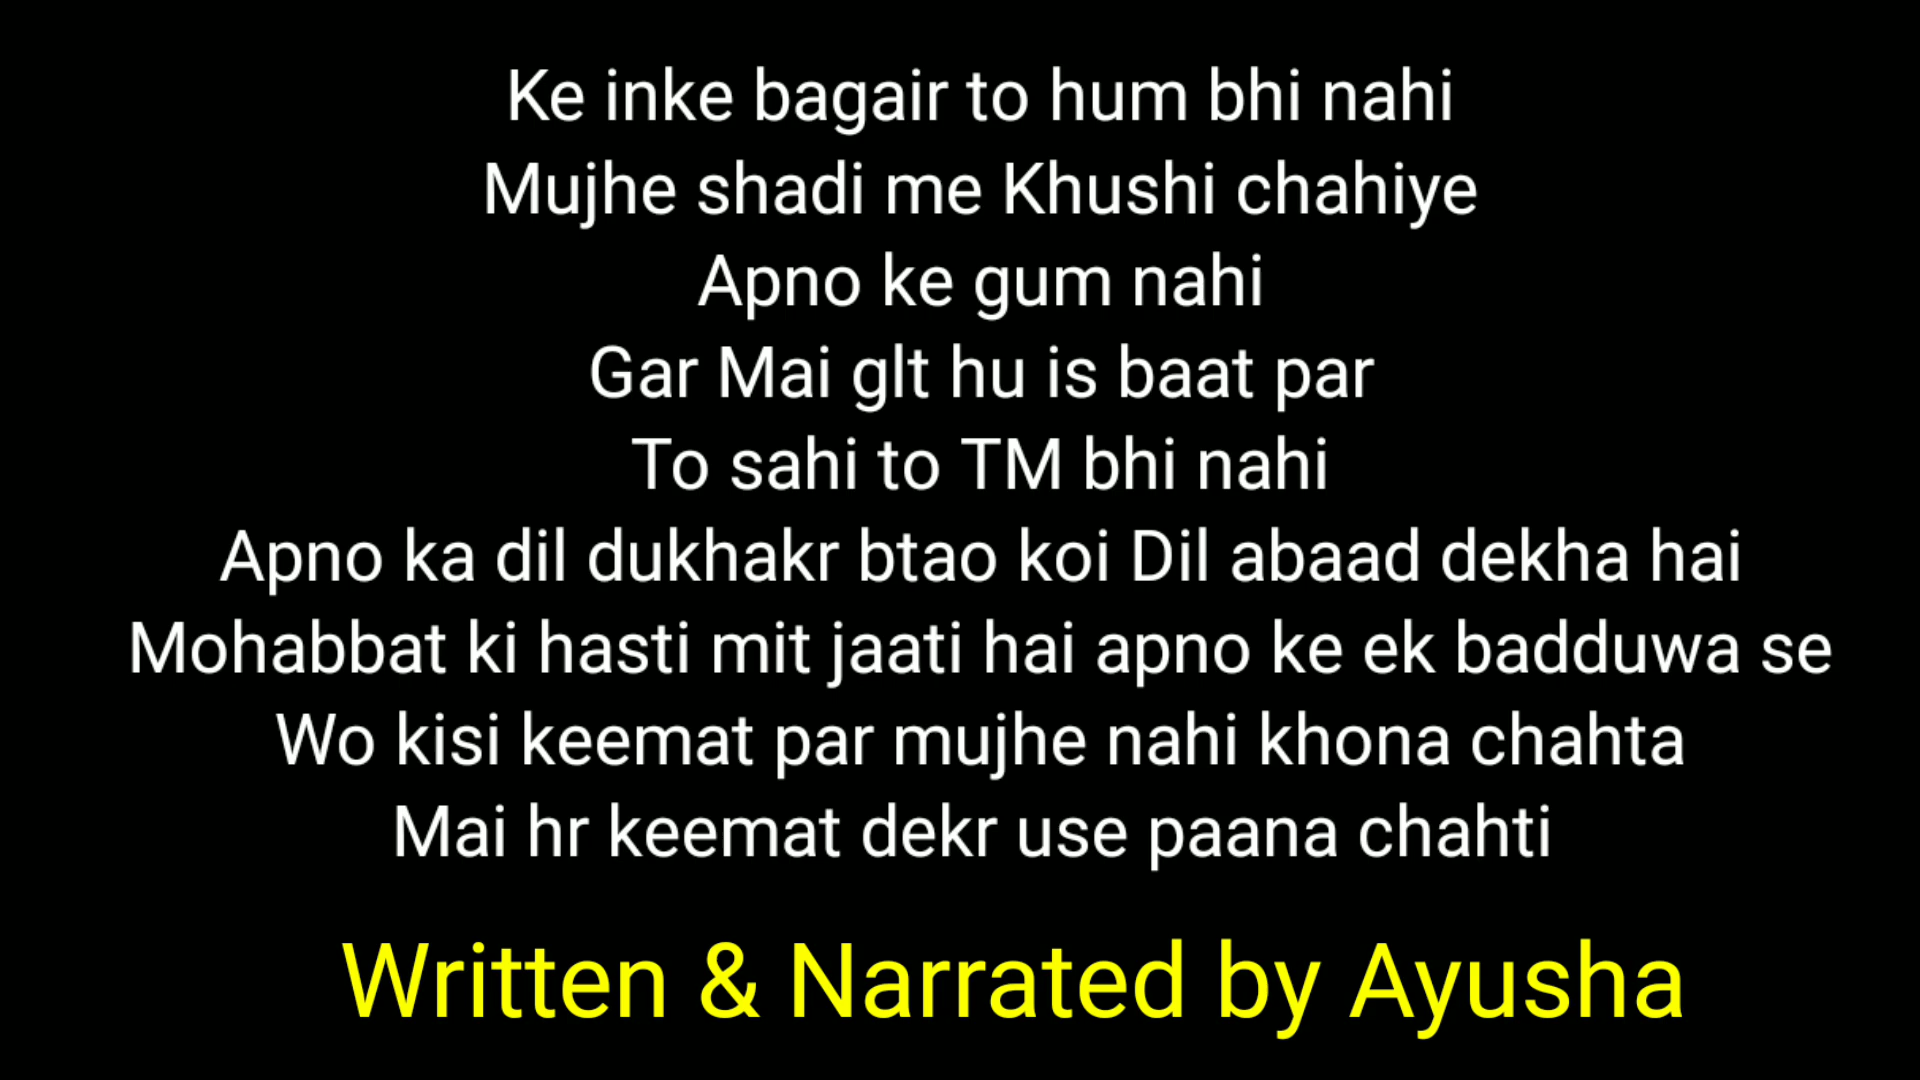 Ke inke bagair to hum bhi nahi
Mujhe shadi me Khushi chahiye
Apno ke gum nahi
Gar Mai glt hu is baat par
To sahi to TM bhi nahi
Apno ka dil dukhakr btao koi Dil abaad dekha hai
Mohabbat ki hasti mit jaati hai apno ke ek badduwa se
Wo kisi keemat par mujhe nahi khona chahta
Mai hr keemat dekr use paana chahti
Written & Narrated by Ayusha